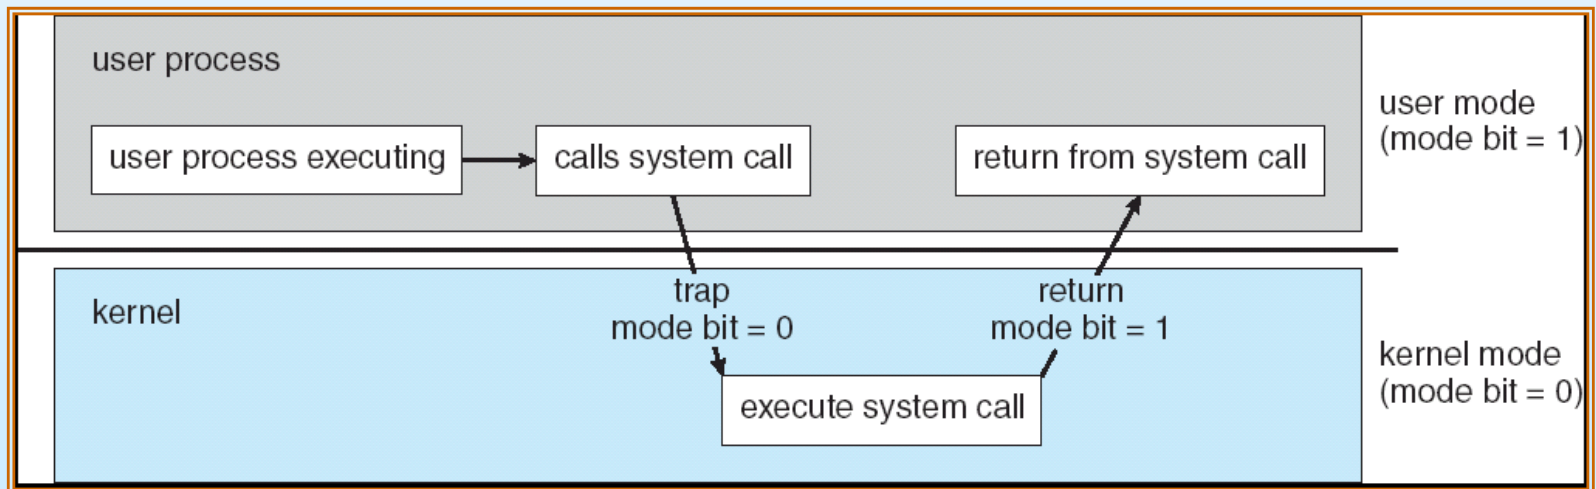 user process
user process executing
calls system call
return from system call
user mode
(mode bit = 1)
kernel
trap
mode bit = 0
return
mode bit = 1
execute system call
kernel mode
(mode bit = 0)